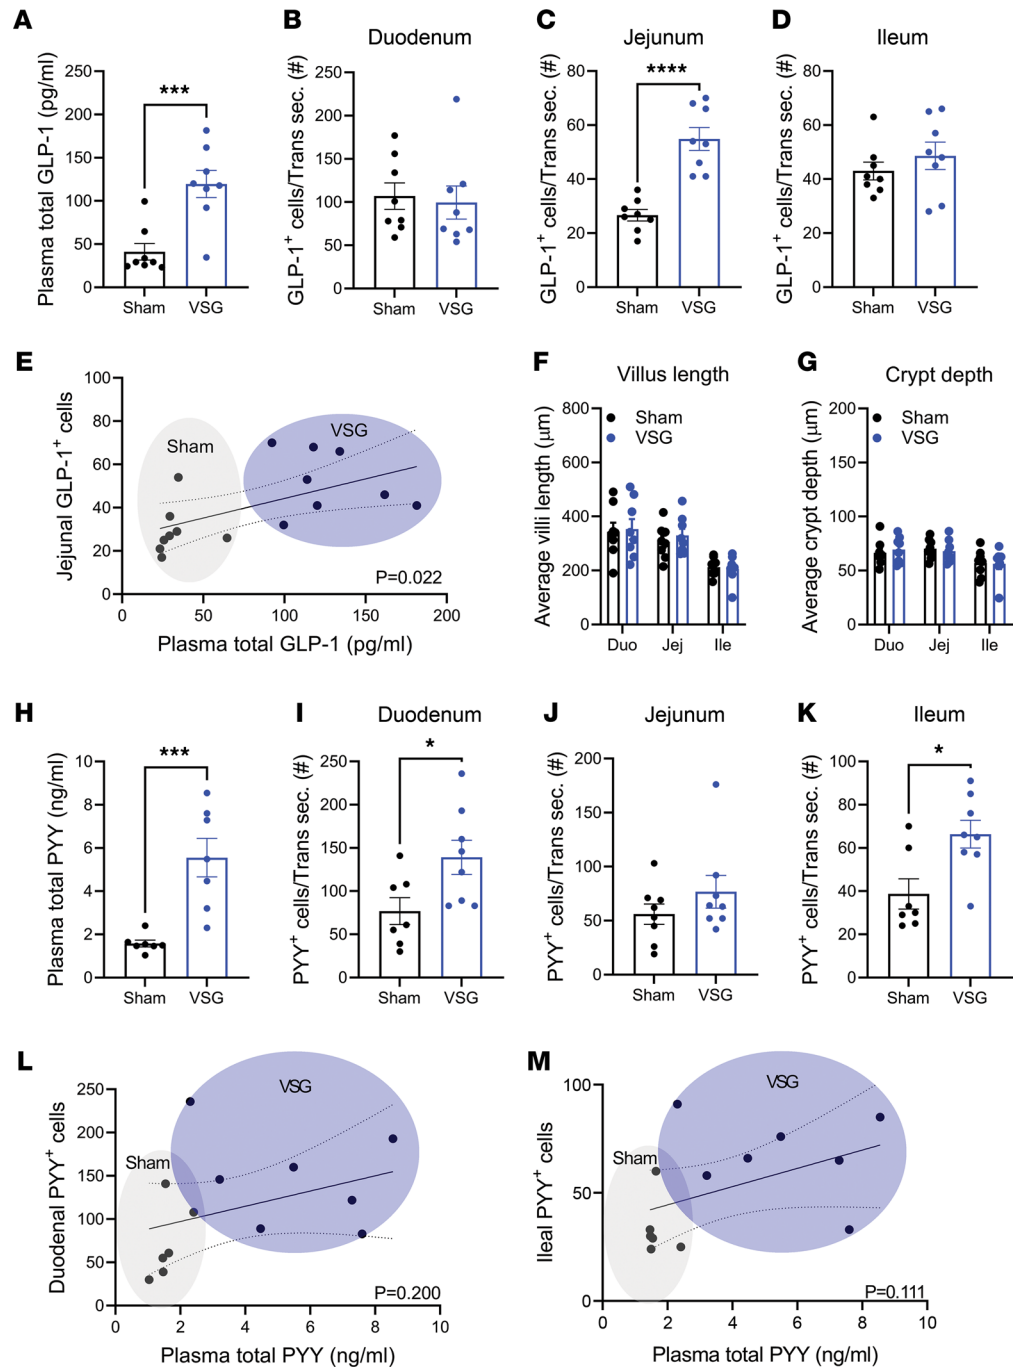 A
Plasma total GLP-1 (pg/ml)
250
200
150
100
50
0
***
Sham
VSG
B
Duodenum
GLP-1+ cells/Trans sec. (#)
250
200
150
100
50
0
Sham
VSG
C
Jejunum
GLP-1+ cells/Trans sec. (#)
80
60
40
20
0
****
Sham
VSG
D
Ileum
GLP-1+ cells/Trans sec. (#)
80
60
40
20
0
Sham
VSG
E
Jejunal GLP-1+ cells
100
80
60
40
20
0
Sham
VSG
P=0.022
0
50
100
150
200
Plasma total GLP-1 (pg/ml)
F
Villus length
Average villi length (μm)
800
600
400
200
0
Sham
VSG
Duo
Jej
Ile
G
Crypt depth
Average crypt depth (μm)
200
150
100
50
0
Sham
VSG
Duo
Jej
Ile
H
Plasma total PYY (ng/ml)
10
8
6
4
2
0
***
Sham
VSG
I
Duodenum
PYY+ cells/Trans sec. (#)
250
200
150
100
50
0
*
Sham
VSG
J
Jejunum
PYY+ cells/Trans sec. (#)
200
150
100
50
0
Sham
VSG
K
Ileum
PYY+ cells/Trans sec. (#)
100
80
60
40
20
0
*
Sham
VSG
L
Duodenal PYY+ cells
250
200
150
100
50
0
Sham
VSG
P=0.200
0
2
4
6
8
10
Plasma total PYY (ng/ml)
M
Ileal PYY+ cells
100
50
0
Sham
VSG
P=0.111
0
2
4
6
8
10
Plasma total PYY (ng/ml)